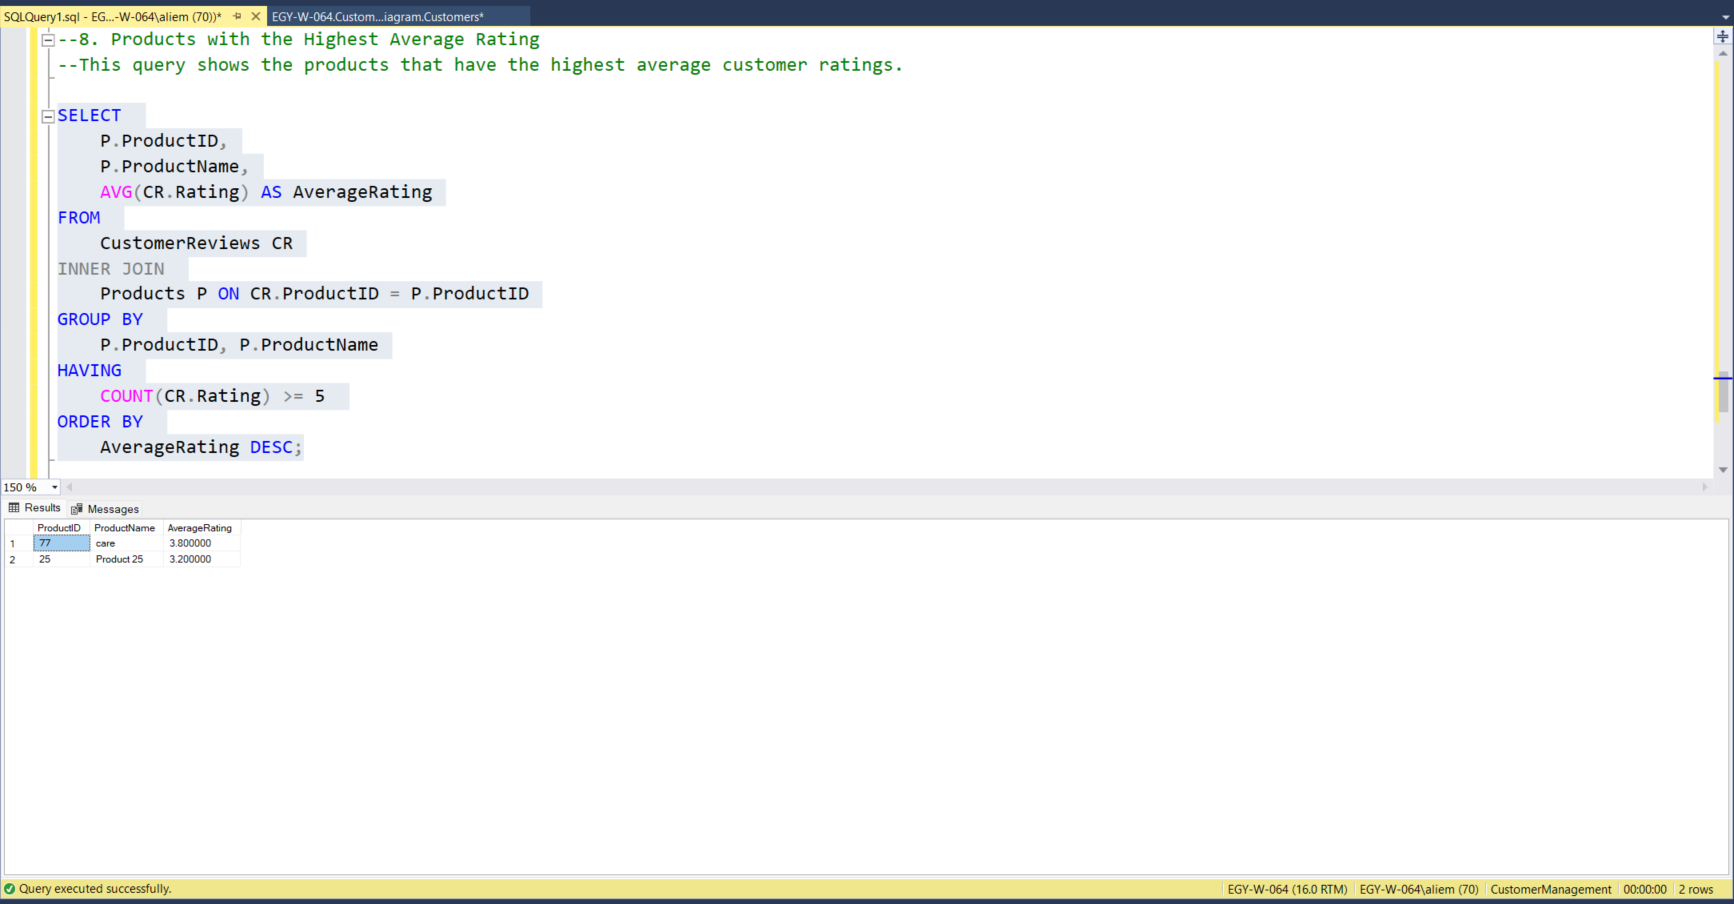 SQLQuery1.sql - EG...-W-064\aliem (70))* EGY-W-064.Custom...iagram.Customers*
--8. Products with the Highest Average Rating
--This query shows the products that have the highest average customer ratings.
SELECT
P.ProductID,
P.ProductName,
AVG(CR.Rating) AS AverageRating
FROM
CustomerReviews CR
INNER JOIN
Products P ON CR.ProductID = P.ProductID
GROUP BY
P.ProductID, P.ProductName
HAVING
COUNT(CR.Rating) >= 5
ORDER BY
AverageRating DESC;
150 %
Results Messages
ProductID ProductName AverageRating
1 77 care 3.800000
2 25 Product 25 3.200000
Query executed successfully. EGY-W-064 (16.0 RTM) EGY-W-064\aliem (70) CustomerManagement 00:00:00 2 rows